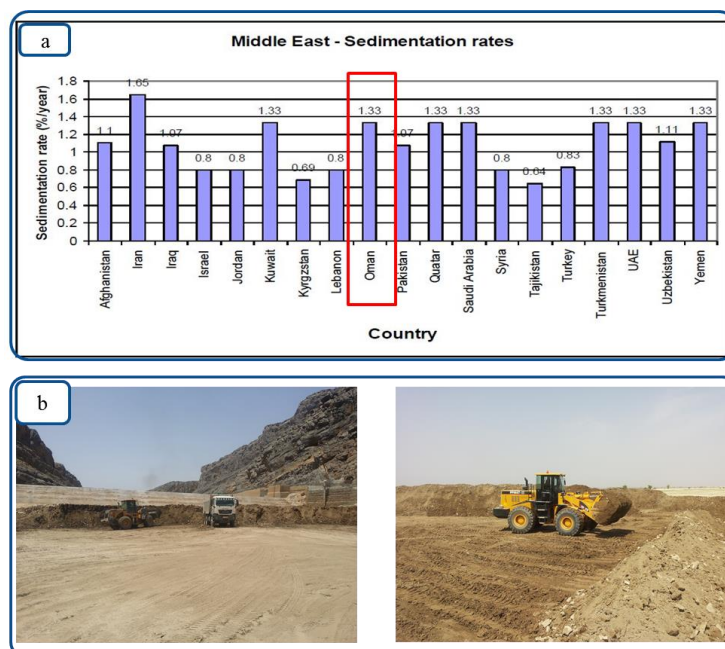 a
Middle East - Sedimentation rates
Sedimentation rate (%/year)
1.8
1.6
1.4
1.2
1
0.8
0.6
0.4
0.2
0
1.1
1.65
1.07
0.8
0.8
1.33
0.69
0.8
1.33
1.07
1.33
1.33
0.8
0.64
0.83
1.33
1.33
1.11
1.33
Afghanistan
Iran
Iraq
Israel
Jordan
Kuwait
Kyrgzstan
Lebanon
Oman
Pakistan
Quatar
Saudi Arabia
Syria
Tajikistan
Turkey
Turkmenistan
UAE
Uzbekistan
Yemen
Country
b